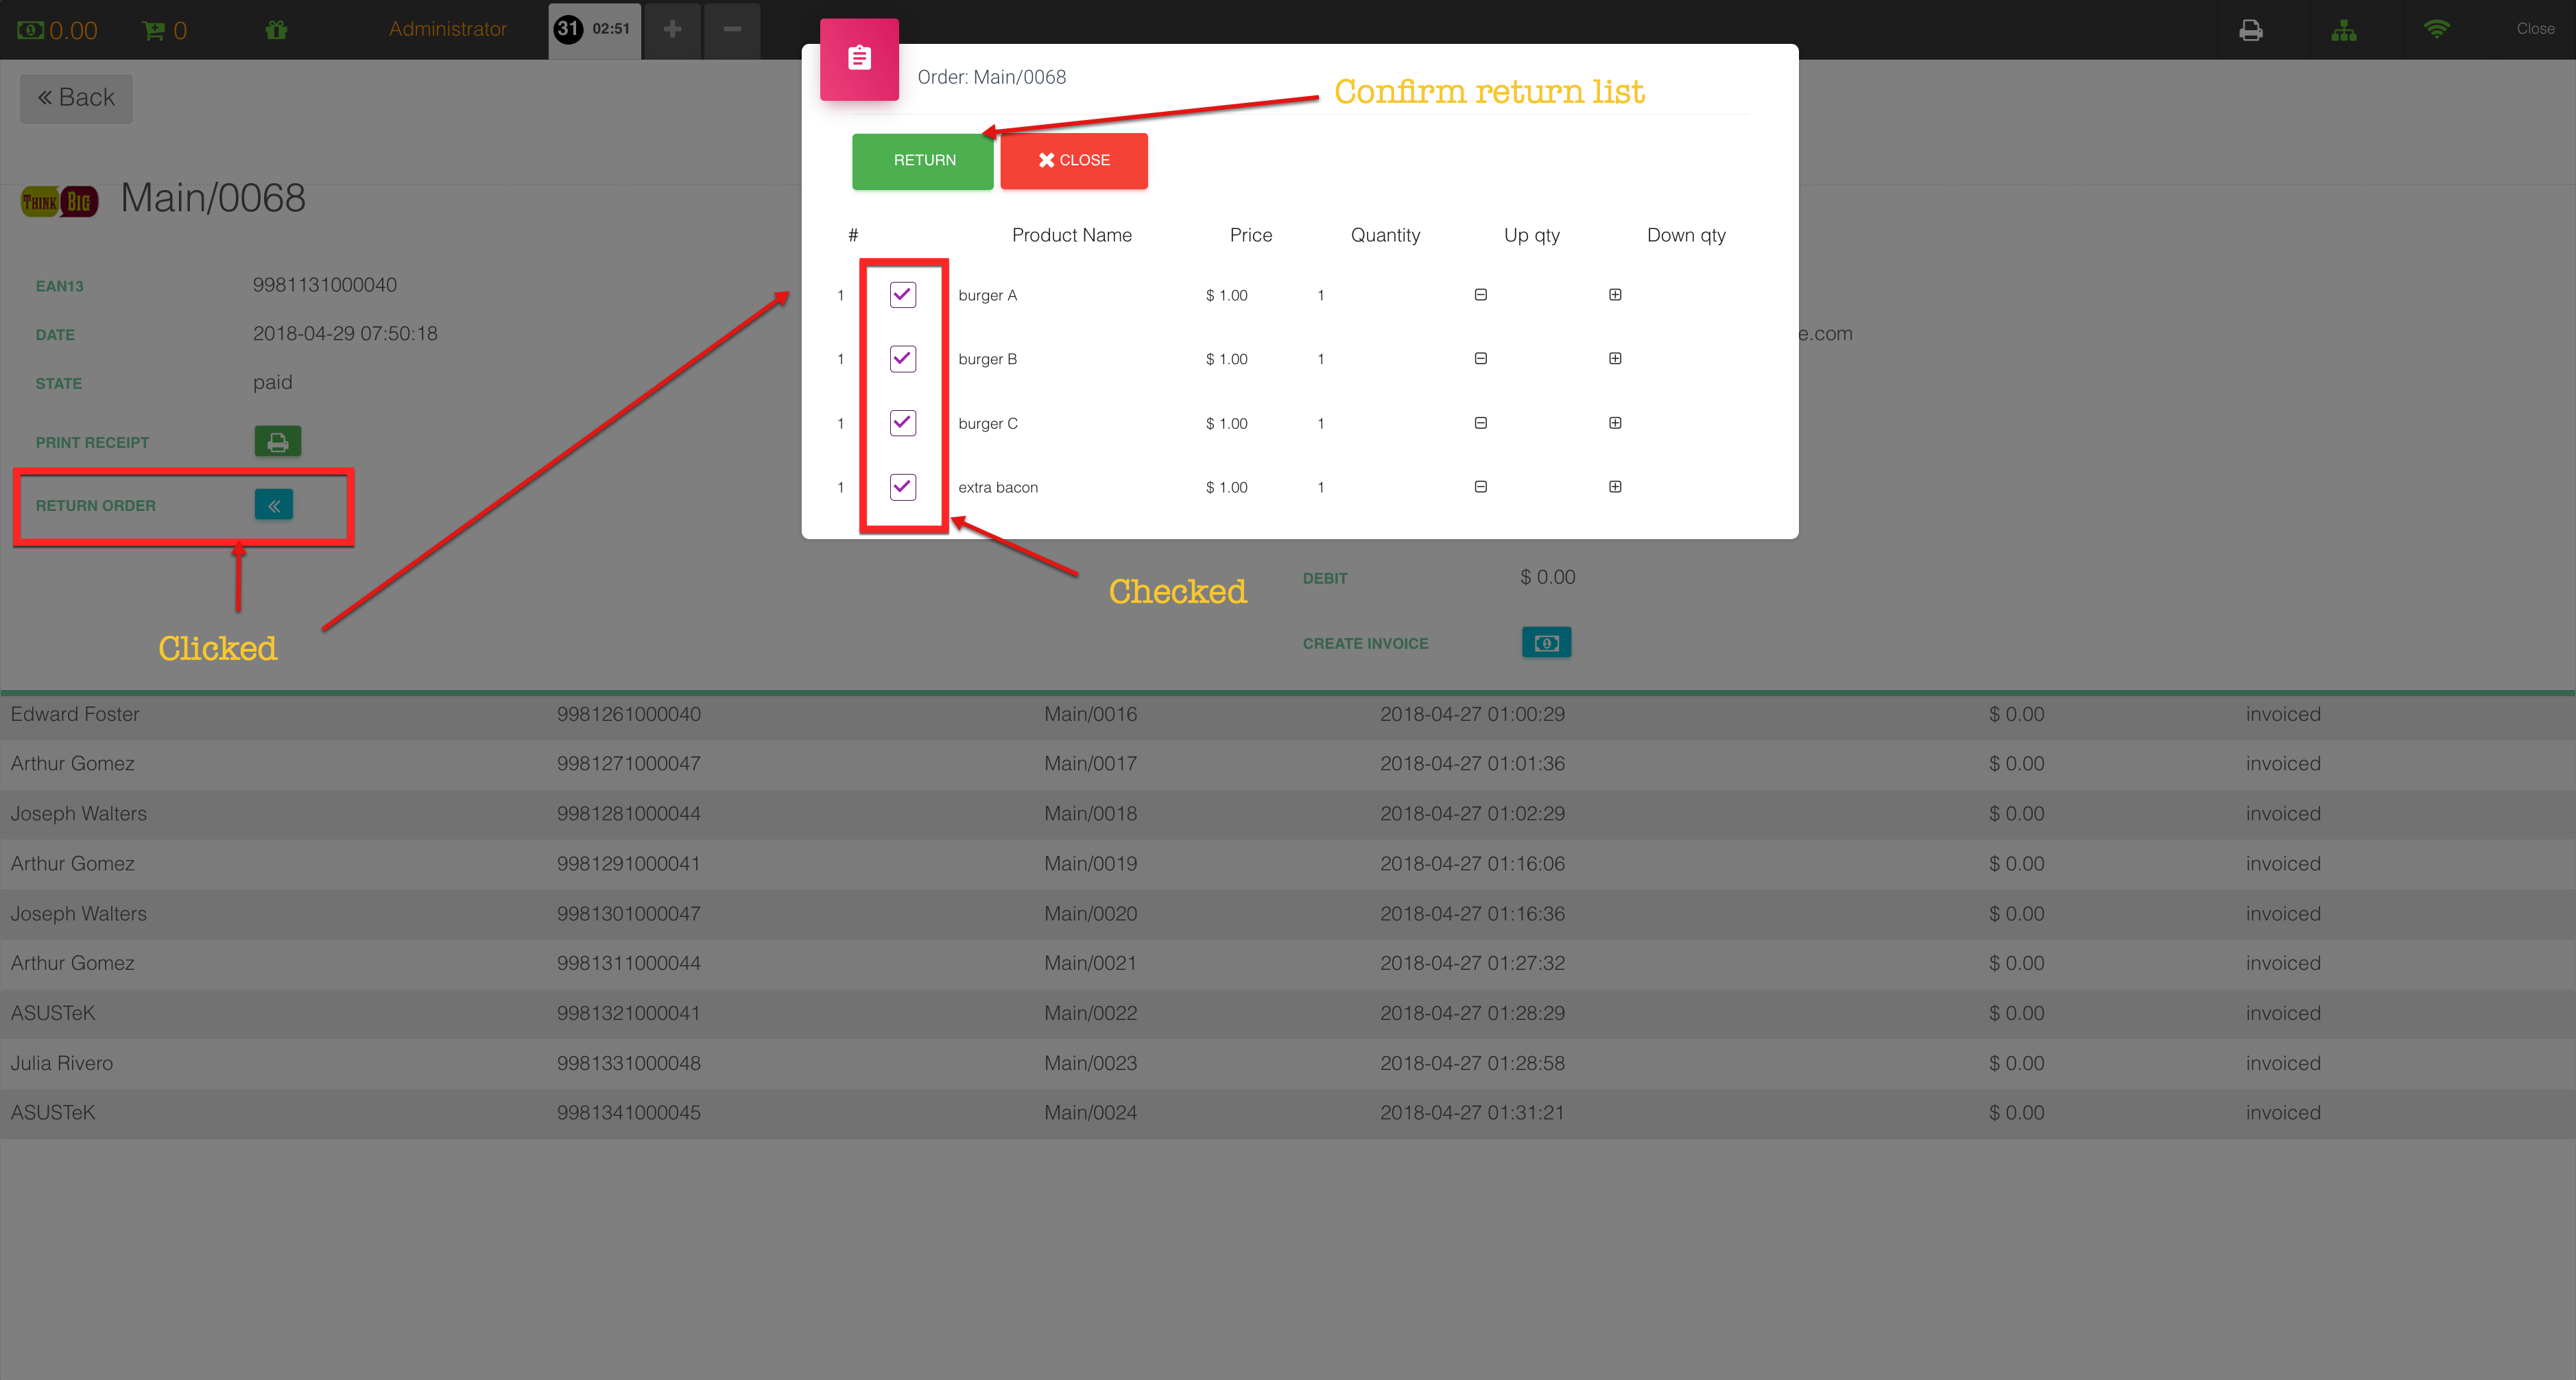 0.00 0 Administrator 31 02:51 + − Close
« Back
Order: Main/0068
Confirm return list
RETURN CLOSE
THINK BIG Main/0068
# Product Name Price Quantity Up qty Down qty
EAN13 9981131000040
1 burger A $ 1.00 1
DATE 2018-04-29 07:50:18
e.com
1 burger B $ 1.00 1
STATE paid
1 burger C $ 1.00 1
PRINT RECEIPT
1 extra bacon $ 1.00 1
RETURN ORDER «
DEBIT $ 0.00
Checked
CREATE INVOICE
Clicked
Edward Foster 9981261000040 Main/0016 2018-04-27 01:00:29 $ 0.00 invoiced
Arthur Gomez 9981271000047 Main/0017 2018-04-27 01:01:36 $ 0.00 invoiced
Joseph Walters 9981281000044 Main/0018 2018-04-27 01:02:29 $ 0.00 invoiced
Arthur Gomez 9981291000041 Main/0019 2018-04-27 01:16:06 $ 0.00 invoiced
Joseph Walters 9981301000047 Main/0020 2018-04-27 01:16:36 $ 0.00 invoiced
Arthur Gomez 9981311000044 Main/0021 2018-04-27 01:27:32 $ 0.00 invoiced
ASUSTeK 9981321000041 Main/0022 2018-04-27 01:28:29 $ 0.00 invoiced
Julia Rivero 9981331000048 Main/0023 2018-04-27 01:28:58 $ 0.00 invoiced
ASUSTeK 9981341000045 Main/0024 2018-04-27 01:31:21 $ 0.00 invoiced